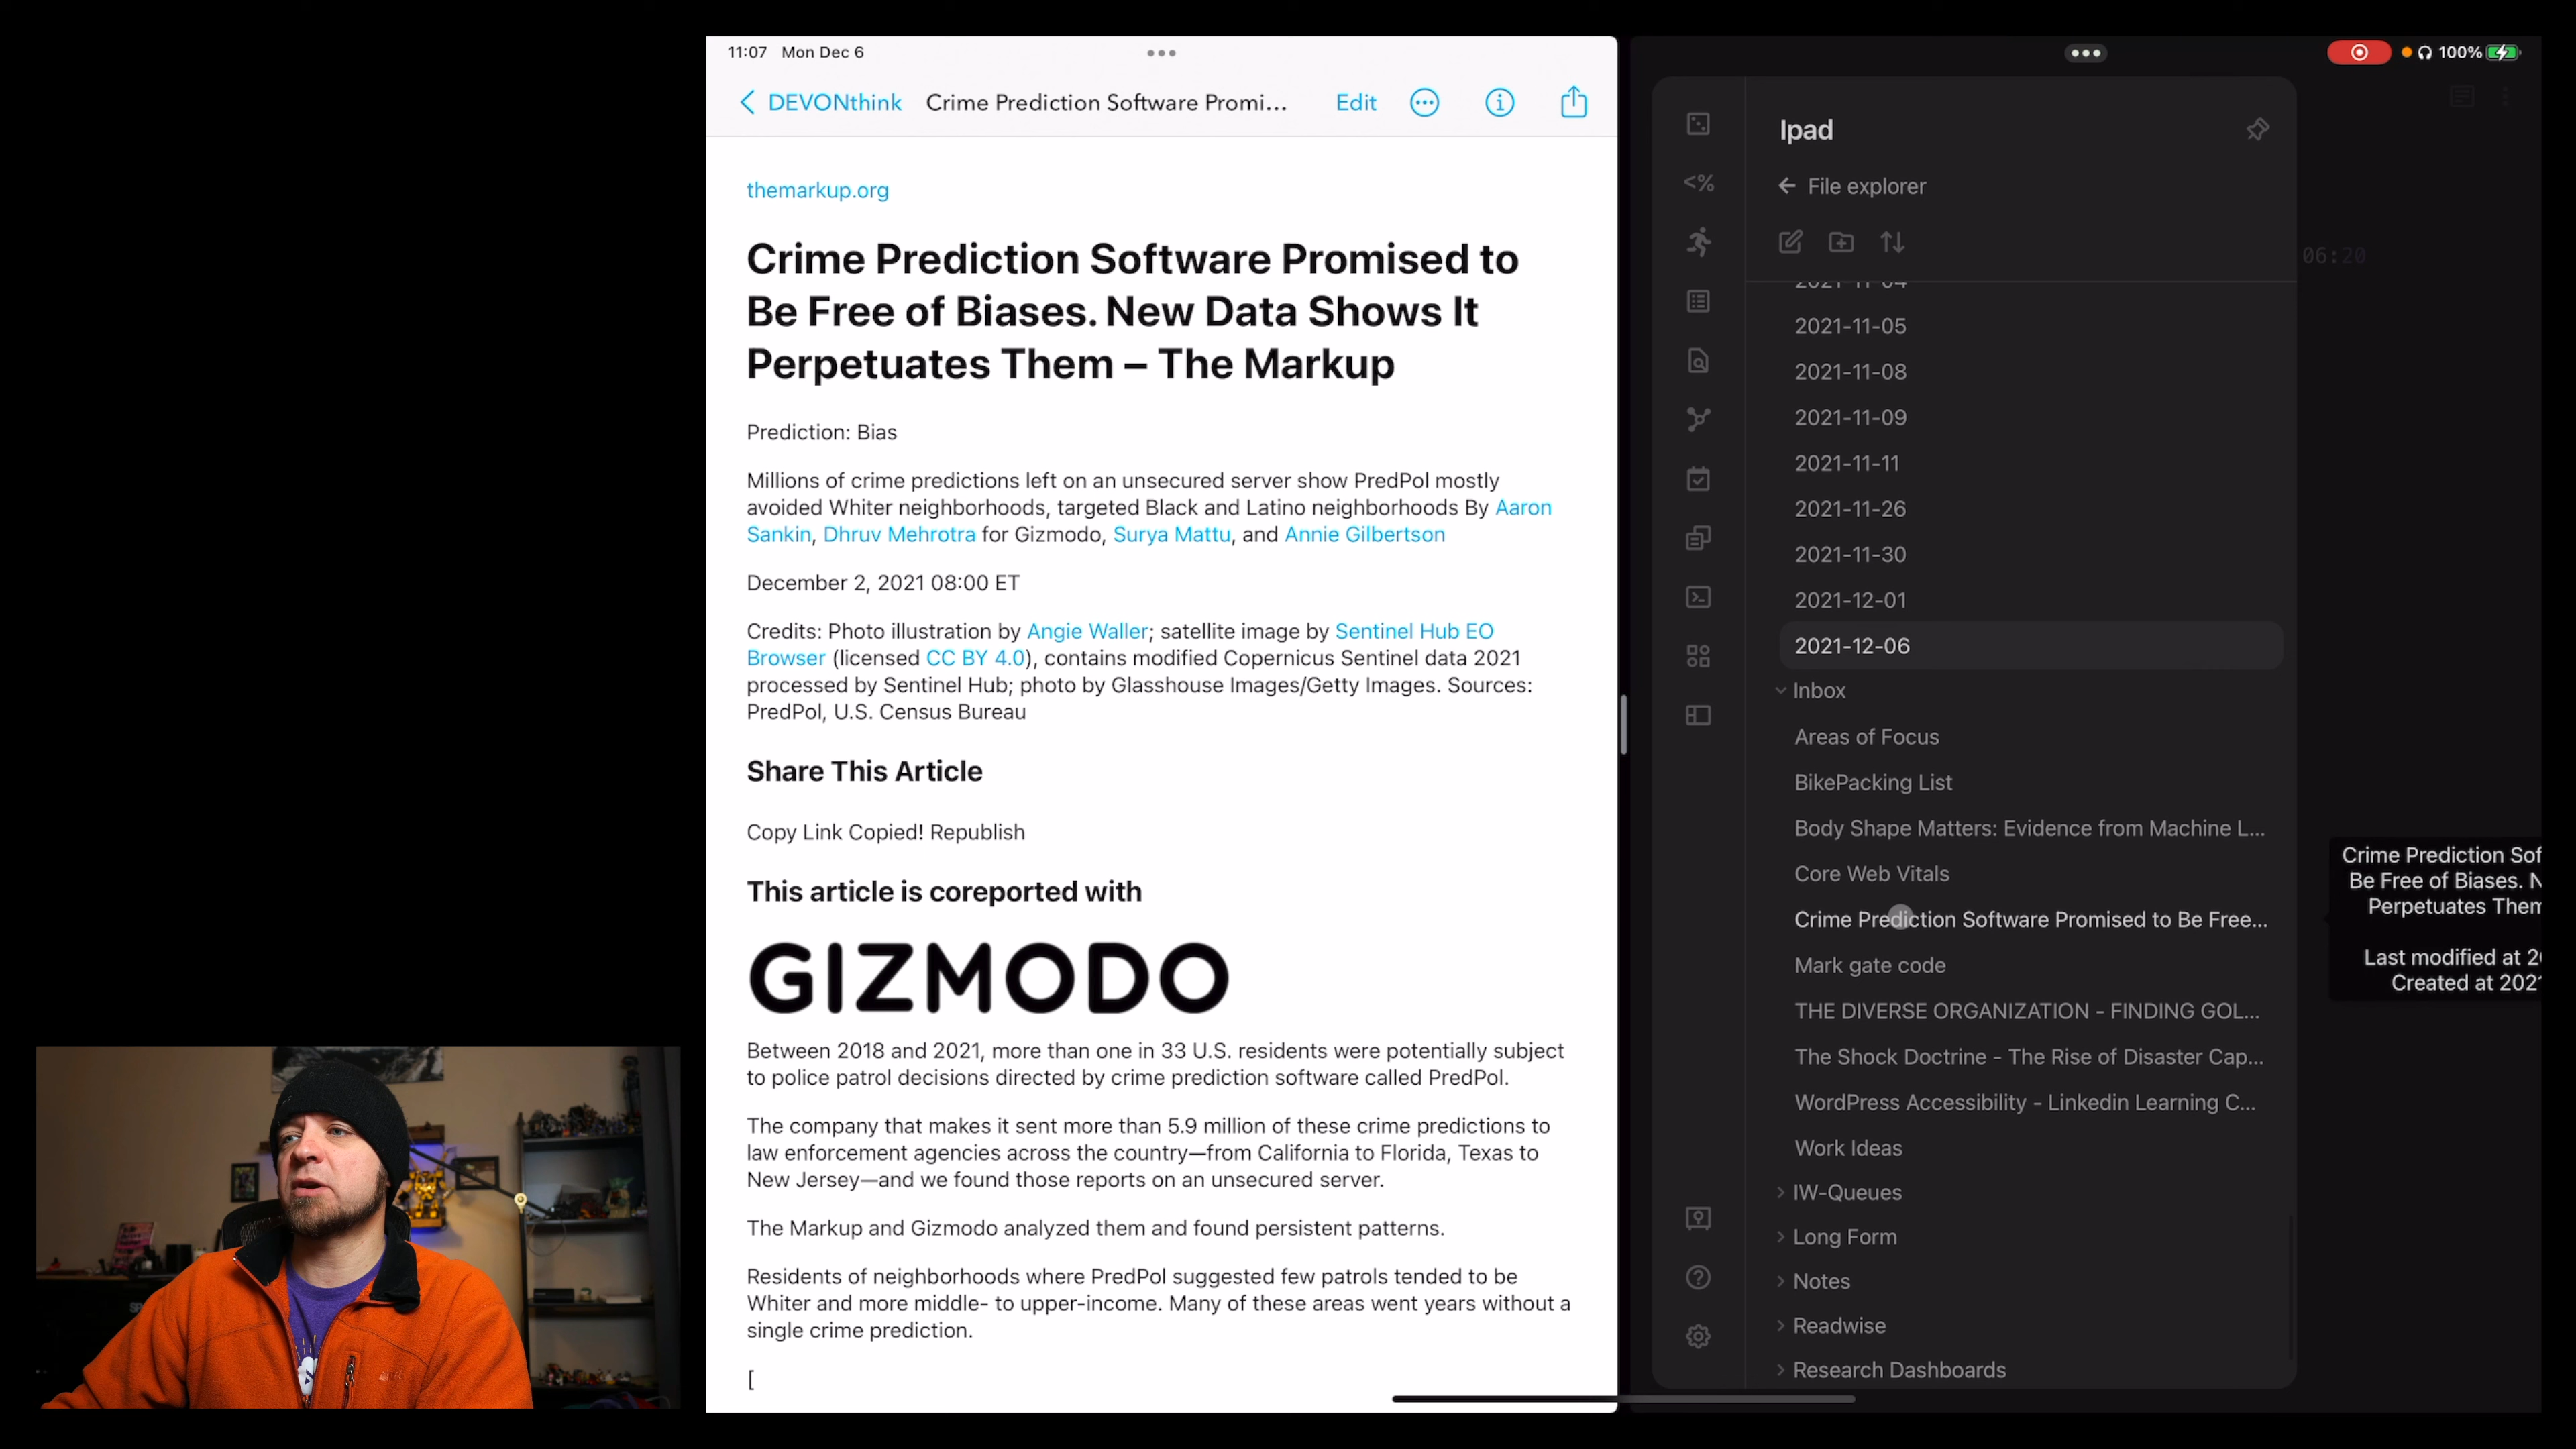 11:07 Mon Dec 6
DEVONthink
Crime Prediction Software Promi...
Edit
themarkup.org
Crime Prediction Software Promised to
Be Free of Biases. New Data Shows It
Perpetuates Them – The Markup
Prediction: Bias
Millions of crime predictions left on an unsecured server show PredPol mostly
avoided Whiter neighborhoods, targeted Black and Latino neighborhoods By Aaron
Sankin, Dhruv Mehrotra for Gizmodo, Surya Mattu, and Annie Gilbertson
December 2, 2021 08:00 ET
Credits: Photo illustration by Angie Waller; satellite image by Sentinel Hub EO
Browser (licensed CC BY 4.0), contains modified Copernicus Sentinel data 2021
processed by Sentinel Hub; photo by Glasshouse Images/Getty Images. Sources:
PredPol, U.S. Census Bureau
Share This Article
Copy Link Copied! Republish
This article is coreported with
GIZMODO
Between 2018 and 2021, more than one in 33 U.S. residents were potentially subject
to police patrol decisions directed by crime prediction software called PredPol.
The company that makes it sent more than 5.9 million of these crime predictions to
law enforcement agencies across the country—from California to Florida, Texas to
New Jersey—and we found those reports on an unsecured server.
The Markup and Gizmodo analyzed them and found persistent patterns.
Residents of neighborhoods where PredPol suggested few patrols tended to be
Whiter and more middle- to upper-income. Many of these areas went years without a
single crime prediction.
[
100%
Ipad
File explorer
<%
06:20
2021-11-04
2021-11-05
2021-11-08
2021-11-09
2021-11-11
2021-11-26
2021-11-30
2021-12-01
2021-12-06
Inbox
Areas of Focus
BikePacking List
Body Shape Matters: Evidence from Machine L...
Core Web Vitals
Crime Prediction Software Promised to Be Free...
Mark gate code
THE DIVERSE ORGANIZATION - FINDING GOL...
The Shock Doctrine - The Rise of Disaster Cap...
WordPress Accessibility - Linkedin Learning C...
Work Ideas
IW-Queues
Long Form
Notes
Readwise
Research Dashboards
Crime Prediction Sof
Be Free of Biases. N
Perpetuates Them
Last modified at 2
Created at 202